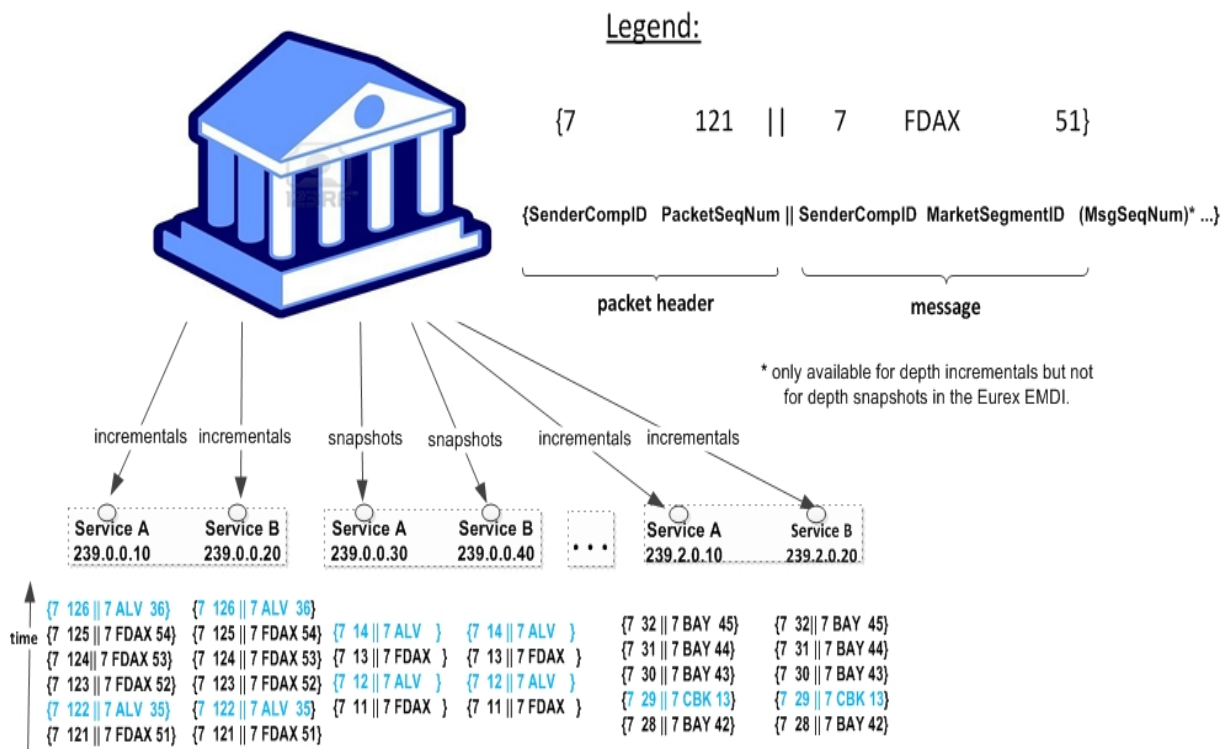 Legend:
{7 121 || 7 FDAX 51}
{SenderCompID PacketSeqNum || SenderCompID MarketSegmentID (MsgSeqNum)* ...}
packet header message
* only available for depth incrementals but not
for depth snapshots in the Eurex EMDI.
incrementals incrementals snapshots snapshots incrementals incrementals
Service A Service B Service A Service B Service A Service B
239.0.0.10 239.0.0.20 239.0.0.30 239.0.0.40 ... 239.2.0.10 239.2.0.20
time
{7 126 || 7 ALV 36}
{7 125 || 7 FDAX 54}
{7 124|| 7 FDAX 53}
{7 123 || 7 FDAX 52}
{7 122 || 7 ALV 35}
{7 121 || 7 FDAX 51}
{7 126 || 7 ALV 36}
{7 125 || 7 FDAX 54}
{7 124 || 7 FDAX 53}
{7 123 || 7 FDAX 52}
{7 122 || 7 ALV 35}
{7 121 || 7 FDAX 51}
{7 14 || 7 ALV }
{7 13 || 7 FDAX }
{7 12 || 7 ALV }
{7 11 || 7 FDAX }
{7 14 || 7 ALV }
{7 13 || 7 FDAX }
{7 12 || 7 ALV }
{7 11 || 7 FDAX }
{7 32 || 7 BAY 45}
{7 31 || 7 BAY 44}
{7 30 || 7 BAY 43}
{7 29 || 7 CBK 13}
{7 28 || 7 BAY 42}
{7 32|| 7 BAY 45}
{7 31 || 7 BAY 44}
{7 30 || 7 BAY 43}
{7 29 || 7 CBK 13}
{7 28 || 7 BAY 42}